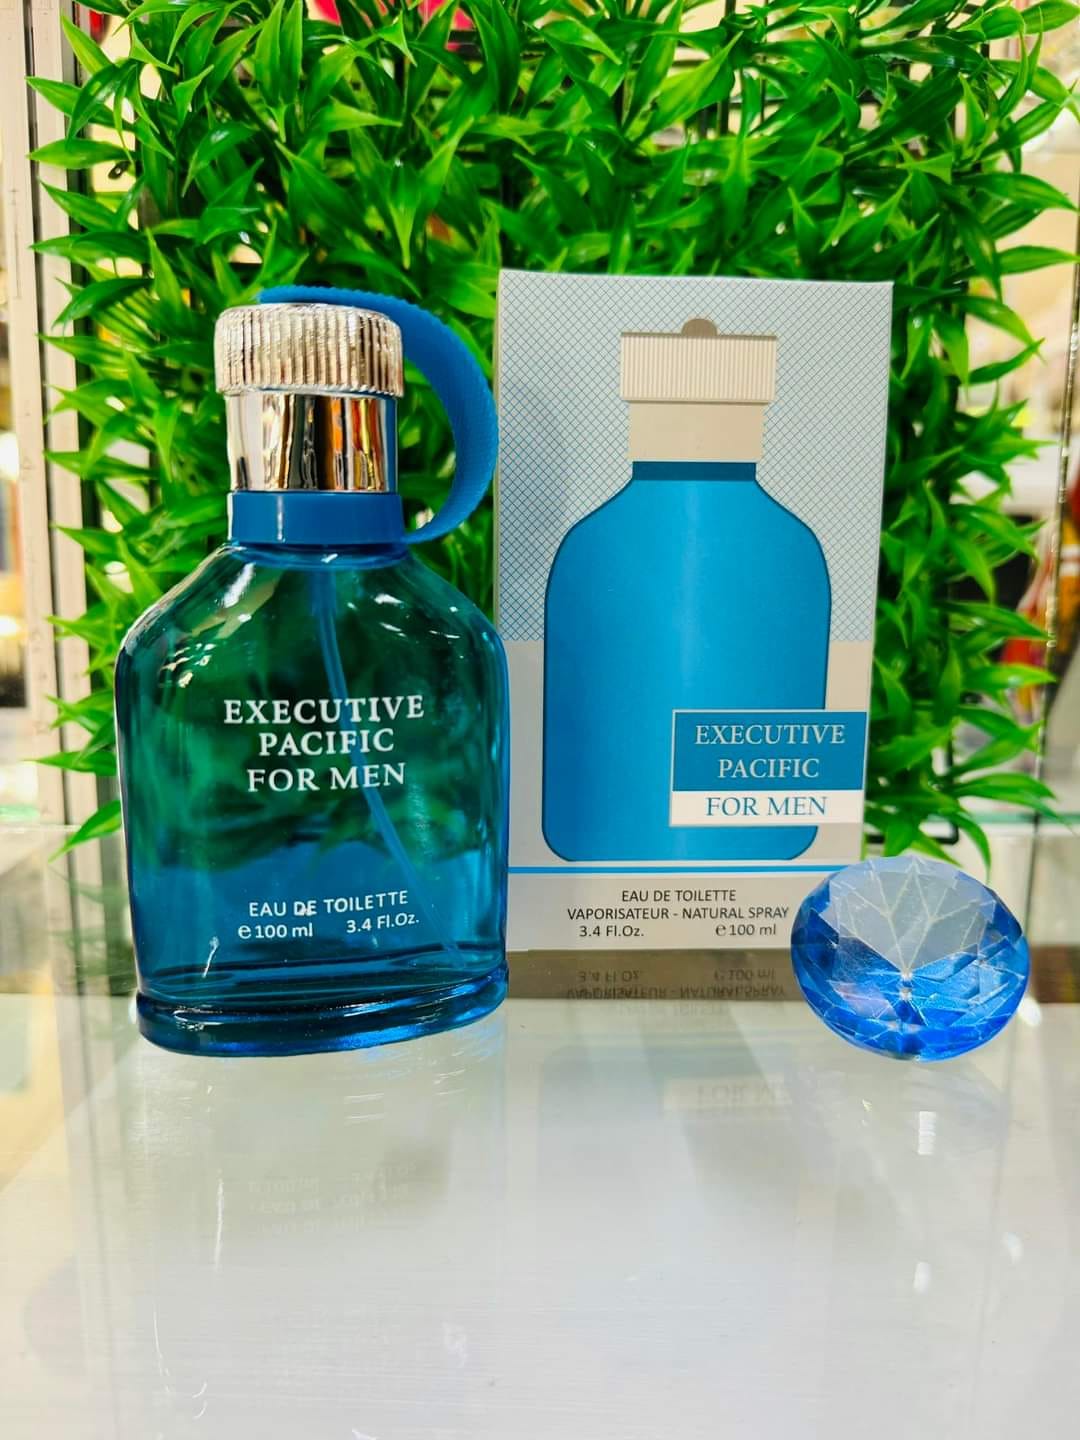 EXECUTIVE
PACIFIC
FOR MEN
EAU DE TOILETTE
e 100 ml 3.4 Fl.Oz.
EXECUTIVE
PACIFIC
FOR MEN
EAU DE TOILETTE
VAPORISATEUR - NATURAL SPRAY
3.4 Fl.Oz. e 100 ml